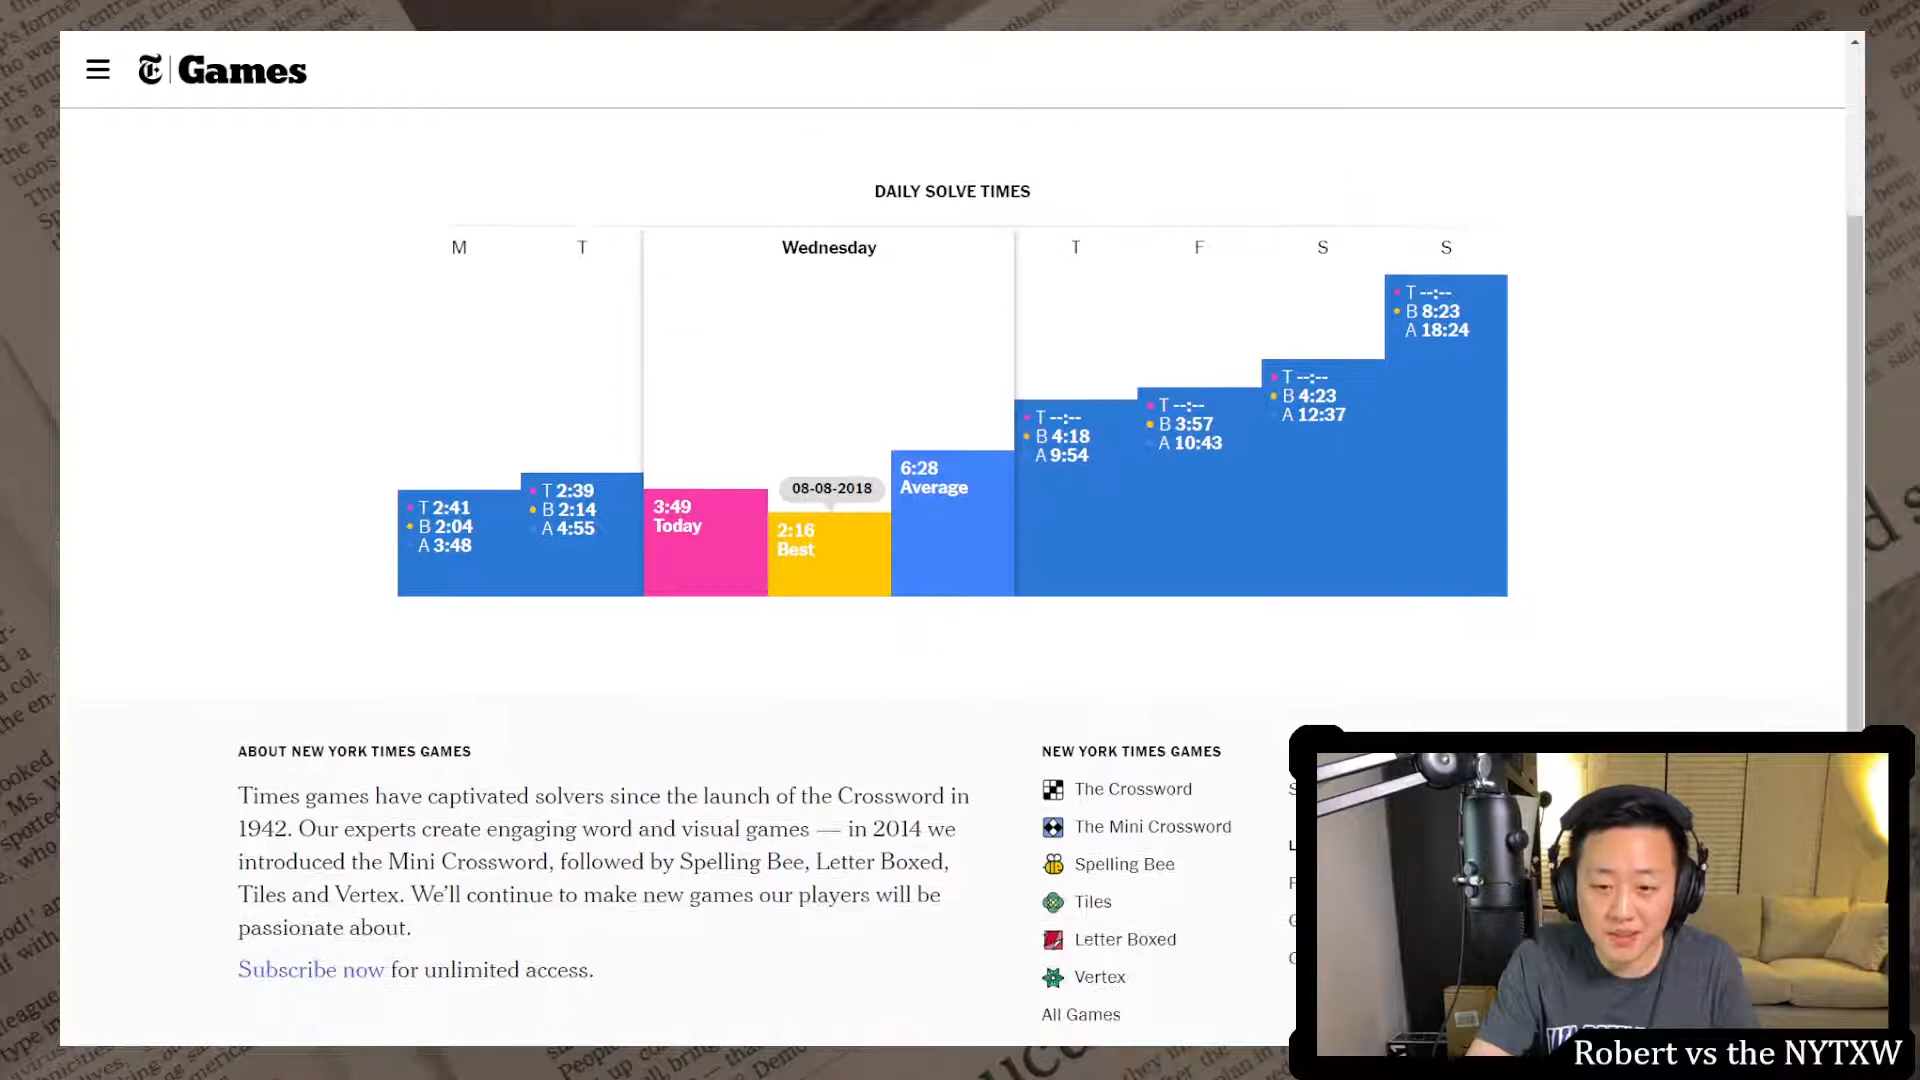 T Games
DAILY SOLVE TIMES
M T Wednesday T F S S
T 2:41
B 2:04
A 3:48
T 2:39
B 2:14
A 4:55
3:49
Today
08-08-2018
2:16
Best
6:28
Average
T --:--
B 4:18
A 9:54
T --:--
B 3:57
A 10:43
T --:--
B 4:23
A 12:37
T --:--
B 8:23
A 18:24
ABOUT NEW YORK TIMES GAMES
Times games have captivated solvers since the launch of the Crossword in
1942. Our experts create engaging word and visual games — in 2014 we
introduced the Mini Crossword, followed by Spelling Bee, Letter Boxed,
Tiles and Vertex. We’ll continue to make new games our players will be
passionate about.
Subscribe now for unlimited access.
NEW YORK TIMES GAMES
The Crossword
The Mini Crossword
Spelling Bee
Tiles
Letter Boxed
Vertex
All Games
Robert vs the NYTXW